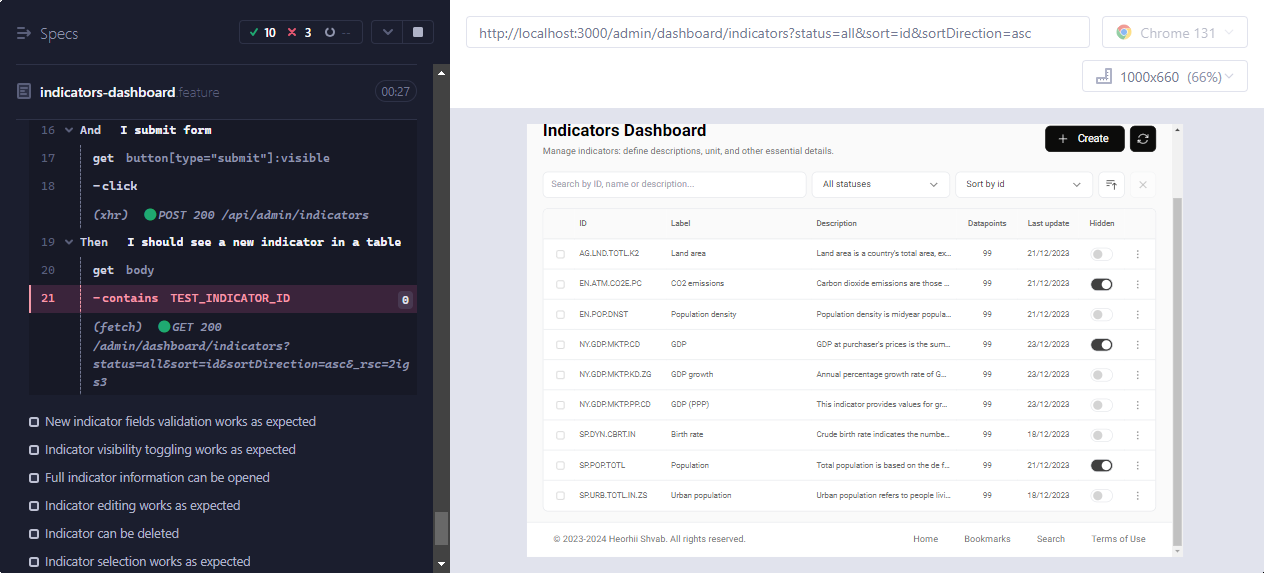 Specs
10 3 --
indicators-dashboard.feature 00:27
16 And I submit form
17 get button[type="submit"]:visible
18 -click
(xhr) POST 200 /api/admin/indicators
19 Then I should see a new indicator in a table
20 get body
21 -contains TEST_INDICATOR_ID 0
(fetch) GET 200
/admin/dashboard/indicators?
status=all&sort=id&sortDirection=asc&_rsc=2ig
s3
New indicator fields validation works as expected
Indicator visibility toggling works as expected
Full indicator information can be opened
Indicator editing works as expected
Indicator can be deleted
Indicator selection works as expected
http://localhost:3000/admin/dashboard/indicators?status=all&sort=id&sortDirection=asc
Chrome 131
1000x660 (66%)
Indicators Dashboard
Manage indicators: define descriptions, unit, and other essential details.
+ Create
Search by ID, name or description... All statuses Sort by id
ID Label Description Datapoints Last update Hidden
AG.LND.TOTL.K2 Land area Land area is a country's total area, ex... 99 21/12/2023
EN.ATM.CO2E.PC CO2 emissions Carbon dioxide emissions are those ... 99 21/12/2023
EN.POP.DNST Population density Population density is midyear popula... 99 21/12/2023
NY.GDP.MKTP.CD GDP GDP at purchaser's prices is the sum... 99 23/12/2023
NY.GDP.MKTP.KD.ZG GDP growth Annual percentage growth rate of G... 99 23/12/2023
NY.GDP.MKTP.PP.CD GDP (PPP) This indicator provides values for gr... 99 23/12/2023
SP.DYN.CBRT.IN Birth rate Crude birth rate indicates the numbe... 99 18/12/2023
SP.POP.TOTL Population Total population is based on the de f... 99 21/12/2023
SP.URB.TOTL.IN.ZS Urban population Urban population refers to people livi... 99 18/12/2023
© 2023-2024 Heorhii Shvab. All rights reserved. Home Bookmarks Search Terms of Use